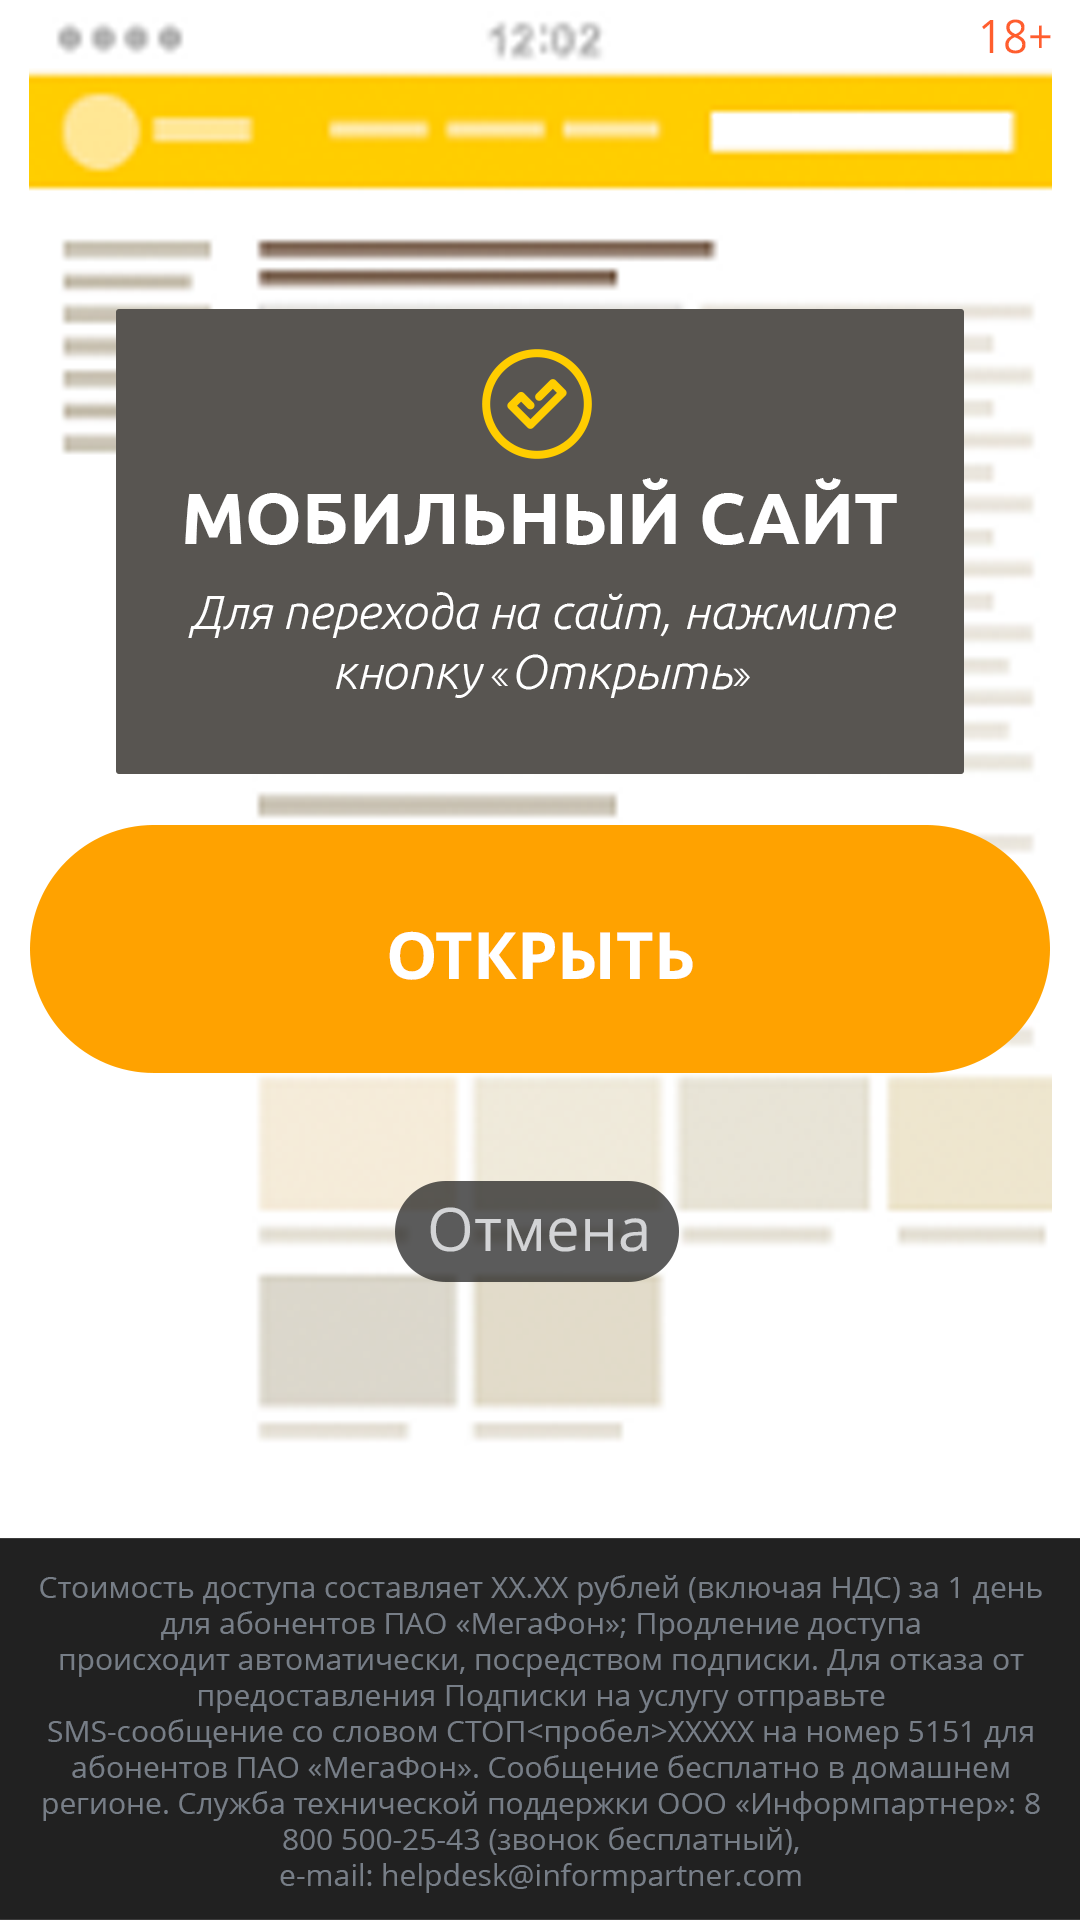 12:02
18+
МОБИЛЬНЫЙ САЙТ
Для перехода на сайт, нажмите
кнопку «Открыть»
ОТКРЫТЬ
Отмена
Стоимость доступа составляет XX.XX рублей (включая НДС) за 1 день
для абонентов ПАО «МегаФон»; Продление доступа
происходит автоматически, посредством подписки. Для отказа от
предоставления Подписки на услугу отправьте
SMS-сообщение со словом СТОП<пробел>XXXXX на номер 5151 для
абонентов ПАО «МегаФон». Сообщение бесплатно в домашнем
регионе. Служба технической поддержки ООО «Информпартнер»: 8
800 500-25-43 (звонок бесплатный),
e-mail: helpdesk@informpartner.com